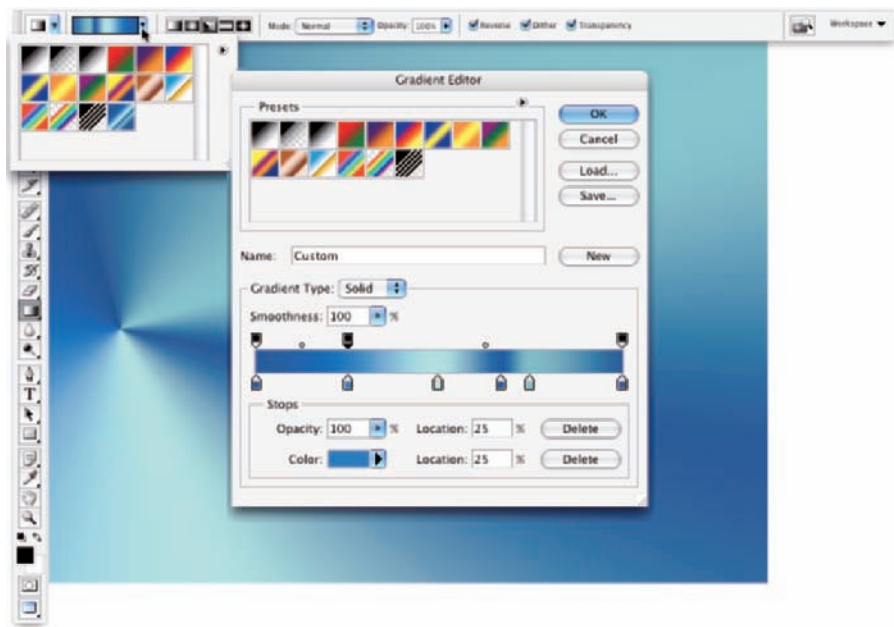 Mode: Normal Opacity: 100% Reverse Dither Transparency Workspace
Gradient Editor
Presets
OK
Cancel
Load...
Save...
Name: Custom
New
Gradient Type: Solid
Smoothness: 100 %
Stops
Opacity: 100 % Location: 25 % Delete
Color: Location: 25 % Delete
T